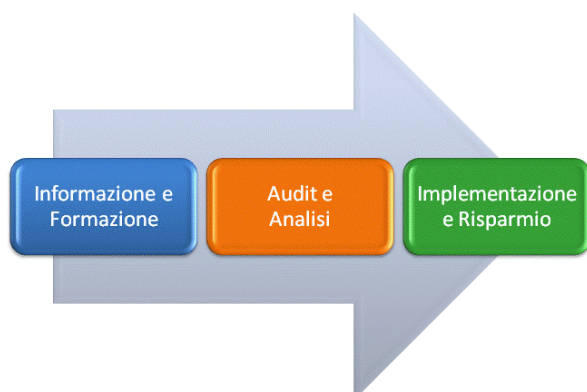 Informazione e
Formazione
Audit e
Analisi
Implementazione
e Risparmio